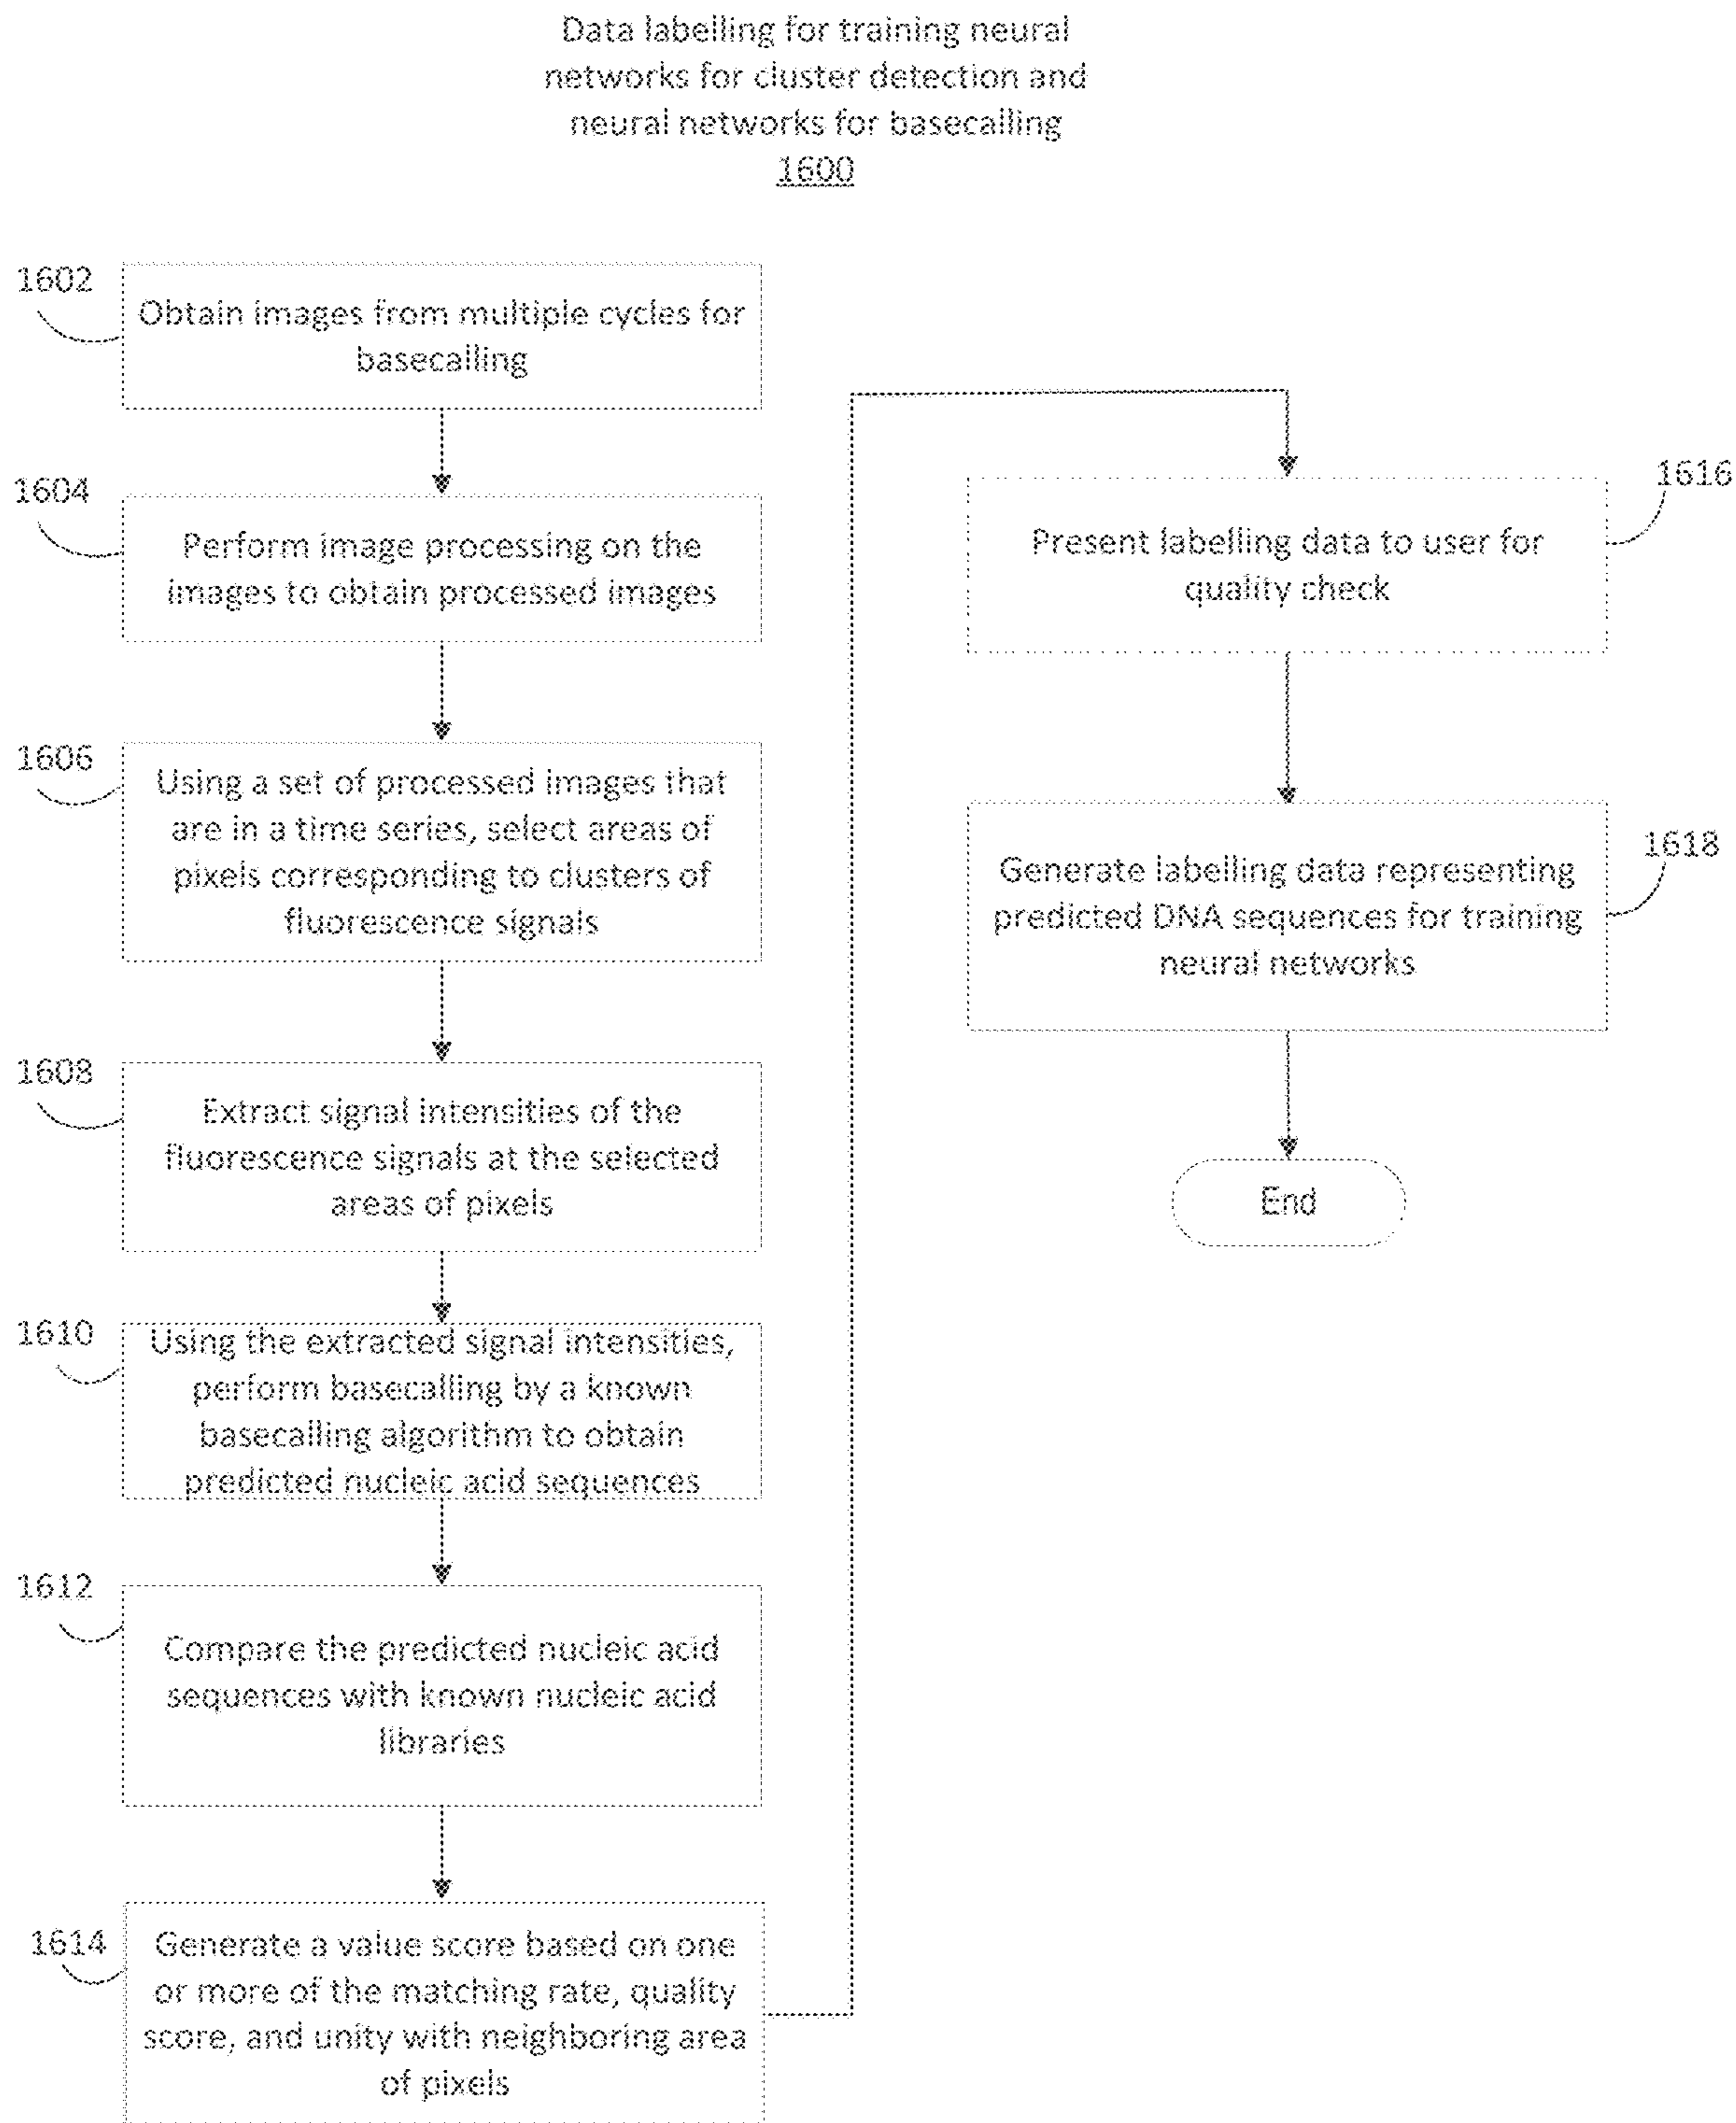 Data labelling for training neural
networks for cluster detection and
neural networks for basecalling
1600
1602
Obtain images from multiple cycles for
basecalling
1604
Perform image processing on the
images to obtain processed images
1606
Using a set of processed images that
are in a time series, select areas of
pixels corresponding to clusters of
fluorescence signals
1608
Extract signal intensities of the
fluorescence signals at the selected
areas of pixels
1610
Using the extracted signal intensities,
perform basecalling by a known
basecalling algorithm to obtain
predicted nucleic acid sequences
1612
Compare the predicted nucleic acid
sequences with known nucleic acid
libraries
1614
Generate a value score based on one
or more of the matching rate, quality
score, and unity with neighboring area
of pixels
1616
Present labelling data to user for
quality check
1618
Generate labelling data representing
predicted DNA sequences for training
neural networks
End